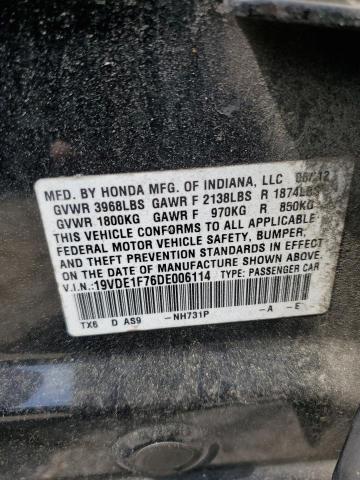 MFD. BY HONDA MFG. OF INDIANA, LLC 06/12
GVWR 3968LBS GAWR F 2138LBS R 1874LBS
GVWR 1800KG GAWR F 970KG R 850KG
THIS VEHICLE CONFORMS TO ALL APPLICABLE
FEDERAL MOTOR VEHICLE SAFETY, BUMPER,
AND THEFT PREVENTION STANDARDS IN EFFECT
ON THE DATE OF MANUFACTURE SHOWN ABOVE.
V.I.N.:19VDE1F76DE006114 TYPE: PASSENGER CAR
TX6 D AS9 -NH731P -A -E